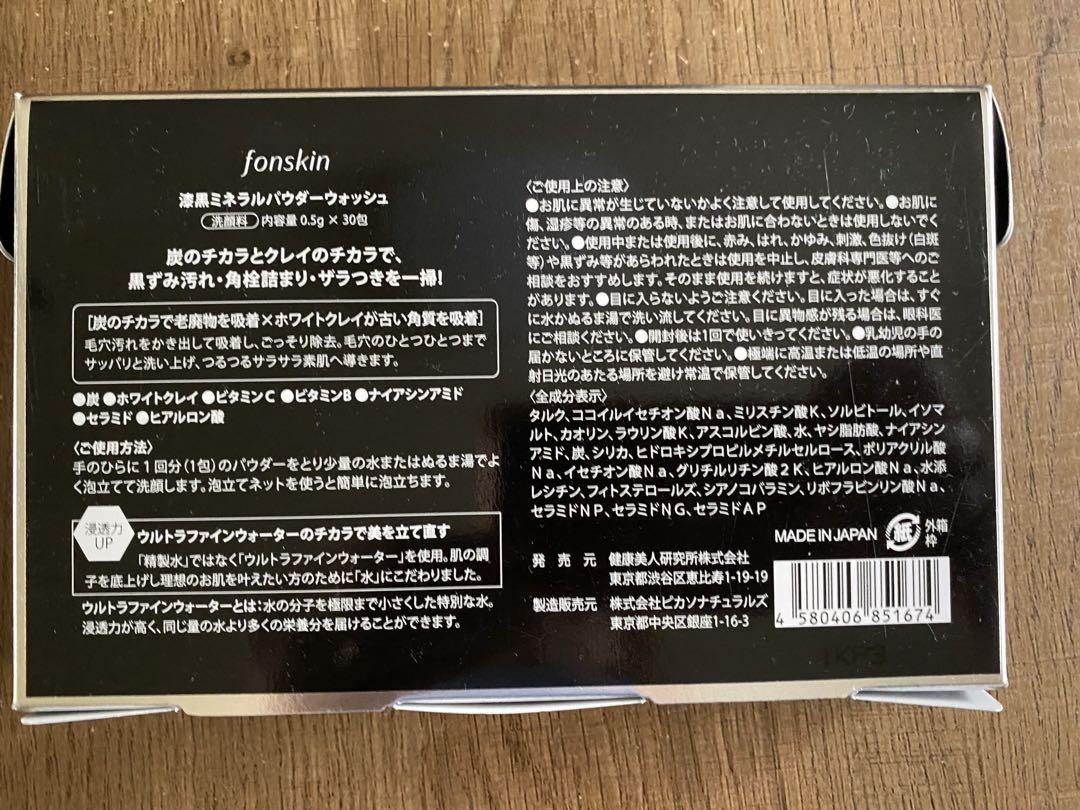 fonskin
漆黒ミネラルパウダーウォッシュ
洗顔料 内容量 0.5g × 30包
炭のチカラとクレイのチカラで、
黒ずみ汚れ・角栓詰まり・ザラつきを一掃!
[炭のチカラで老廃物を吸着×ホワイトクレイが古い角質を吸着]
毛穴汚れをかき出して吸着し、ごっそり除去。毛穴のひとつひとつまで
サッパリと洗い上げ、つるつるサラサラ素肌へ導きます。
●炭 ●ホワイトクレイ ●ビタミンC ●ビタミンB ●ナイアシンアミド
●セラミド ●ヒアルロン酸
〈ご使用方法〉
手のひらに1回分(1包)のパウダーをとり少量の水またはぬるま湯でよ
く泡立てて洗顔します。泡立てネットを使うと簡単に泡立ちます。
浸透力
UP
ウルトラファインウォーターのチカラで美を立て直す
「精製水」ではなく「ウルトラファインウォーター」を使用。肌の調
子を底上げし理想のお肌を叶えたい方のために「水」にこだわりました。
ウルトラファインウォーターとは:水の分子を極限まで小さくした特別な水。
浸透力が高く、同じ量の水より多くの栄養分を届けることができます。
〈ご使用上の注意〉
●お肌に異常が生じていないかよく注意して使用してください。●お肌に
傷、湿疹等の異常のある時、またはお肌に合わないときは使用しないでく
ださい。●使用中または使用後に、赤み、はれ、かゆみ、刺激、色抜け(白斑
等)や黒ずみ等があらわれたときは使用を中止し、皮膚科専門医等へのご
相談をおすすめします。そのまま使用を続けますと、症状が悪化すること
があります。●目に入らないようご注意ください。目に入った場合は、すぐ
に水かぬるま湯で洗い流してください。目に異物感が残る場合は、眼科医
にご相談ください。●開封後は1回で使いきってください。●乳幼児の手の
届かないところに保管してください。●極端に高温または低温の場所や直
射日光のあたる場所を避け常温で保管してください。
〈全成分表示〉
タルク、ココイルイセチオン酸Na、ミリスチン酸K、ソルビトール、イソマ
ルト、カオリン、ラウリン酸K、アスコルビン酸、水、ヤシ脂肪酸、ナイアシン
アミド、炭、シリカ、ヒドロキシプロピルメチルセルロース、ポリアクリル酸
Na、イセチオン酸Na、グリチルリチン酸2K、ヒアルロン酸Na、水添
レシチン、フィトステロールズ、シアノコバラミン、リボフラビンリン酸Na、
セラミドNP、セラミドNG、セラミドAP
MADE IN JAPAN 紙 外箱
枠
発売元 健康美人研究所株式会社
東京都渋谷区恵比寿1-19-19
製造販売元 株式会社ピカソナチュラルズ
東京都中央区銀座1-16-3
4 580406 851674